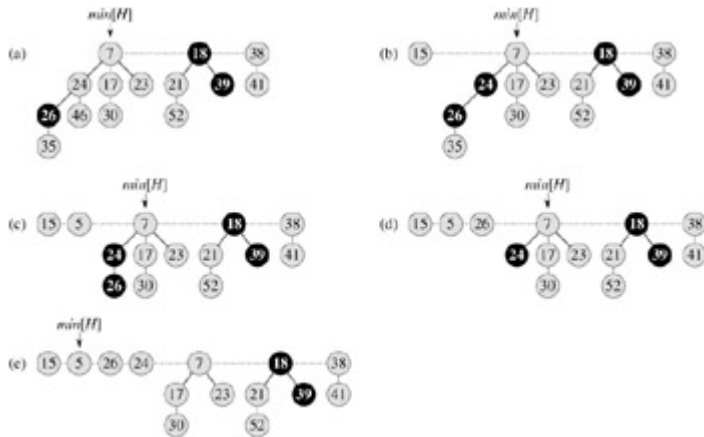 min[H]
(a) 7 18 38
24 17 23 21 39 41
26 46 30 52
35
min[H]
(b) 15 7 18 38
24 17 23 21 39 41
26 30 52
35
min[H]
(c) 15 5 7 18 38
24 17 23 21 39 41
26 30 52
min[H]
(d) 15 5 26 7 18 38
24 17 23 21 39 41
30 52
min[H]
(e) 15 5 26 24 7 18 38
17 23 21 39 41
30 52